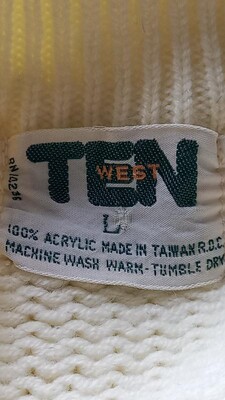 TEN
WEST
L
100% ACRYLIC MADE IN TAIWAN R.O.C.
MACHINE WASH WARM-TUMBLE DRY